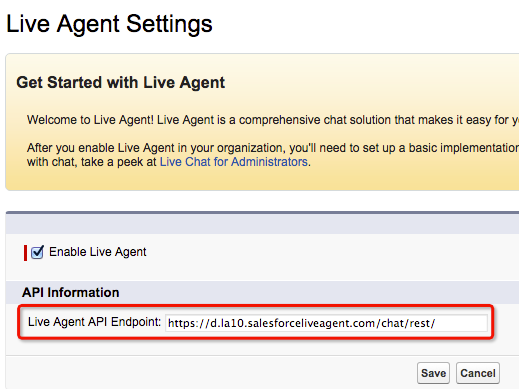 Live Agent Settings
Get Started with Live Agent
Welcome to Live Agent! Live Agent is a comprehensive chat solution that makes it easy for
After you enable Live Agent in your organization, you'll need to set up a basic implementation
with chat, take a peek at Live Chat for Administrators.
Enable Live Agent
API Information
Live Agent API Endpoint: https://d.la10.salesforceliveagent.com/chat/rest/
Save Cancel